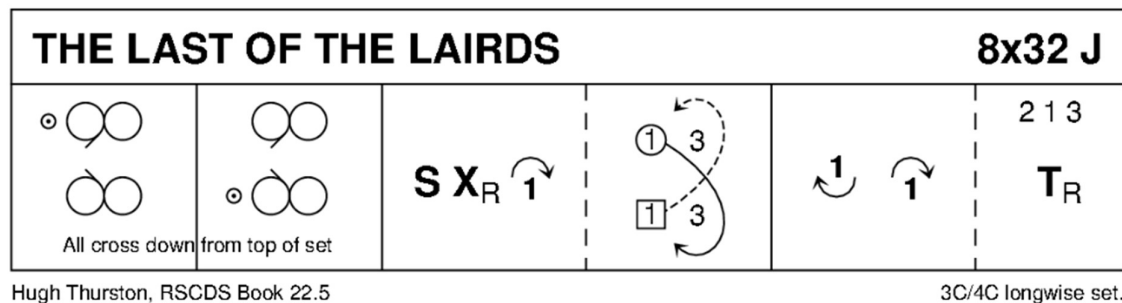 THE LAST OF THE LAIRDS 8x32 J
All cross down from top of set
S X R 1
1 3
1 3
1 1
2 1 3
T R
Hugh Thurston, RSCDS Book 22.5 3C/4C longwise set.